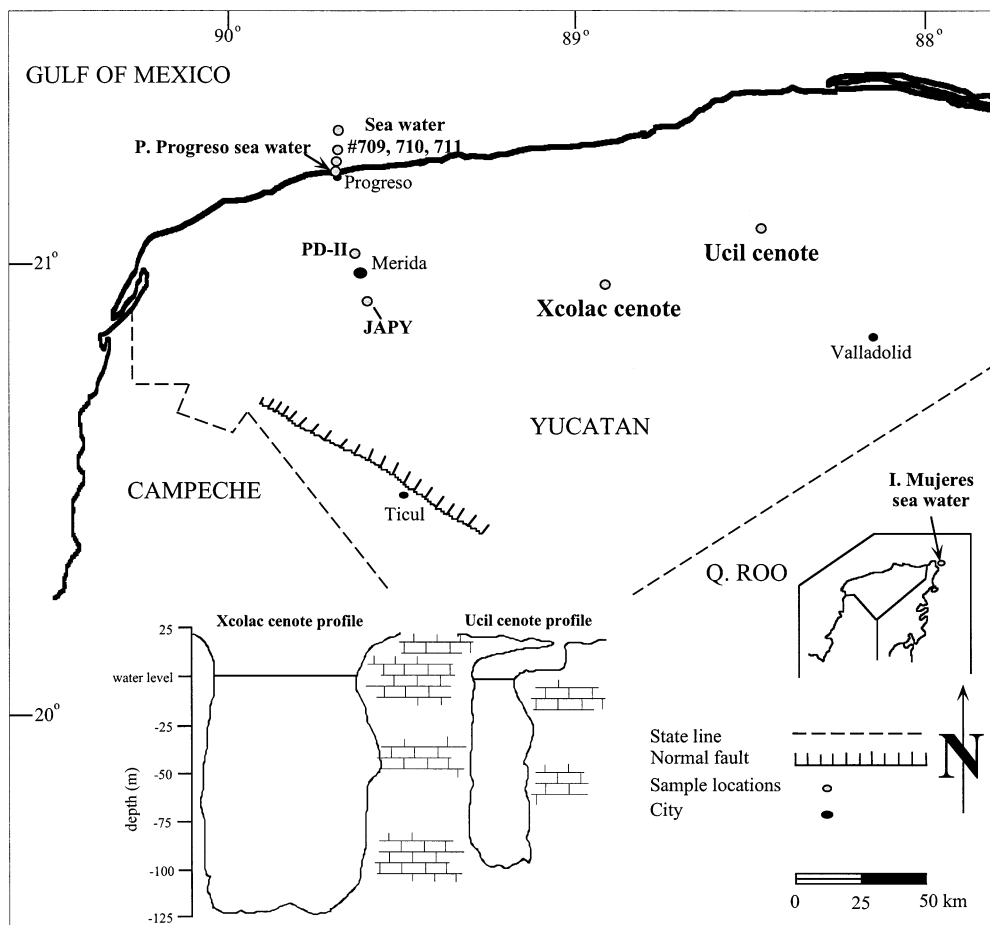 90°
89°
88°
GULF OF MEXICO
Sea water
#709, 710, 711
P. Progreso sea water
Progreso
Ucil cenote
PD-II
21°
Merida
Xcolac cenote
JAPY
Valladolid
YUCATAN
CAMPECHE
I. Mujeres
sea water
Ticul
Q. ROO
Xcolac cenote profile
Ucil cenote profile
25
water level
-25
-50
-75
-100
-125
depth (m)
20°
State line
Normal fault
Sample locations
City
N
0 25 50 km